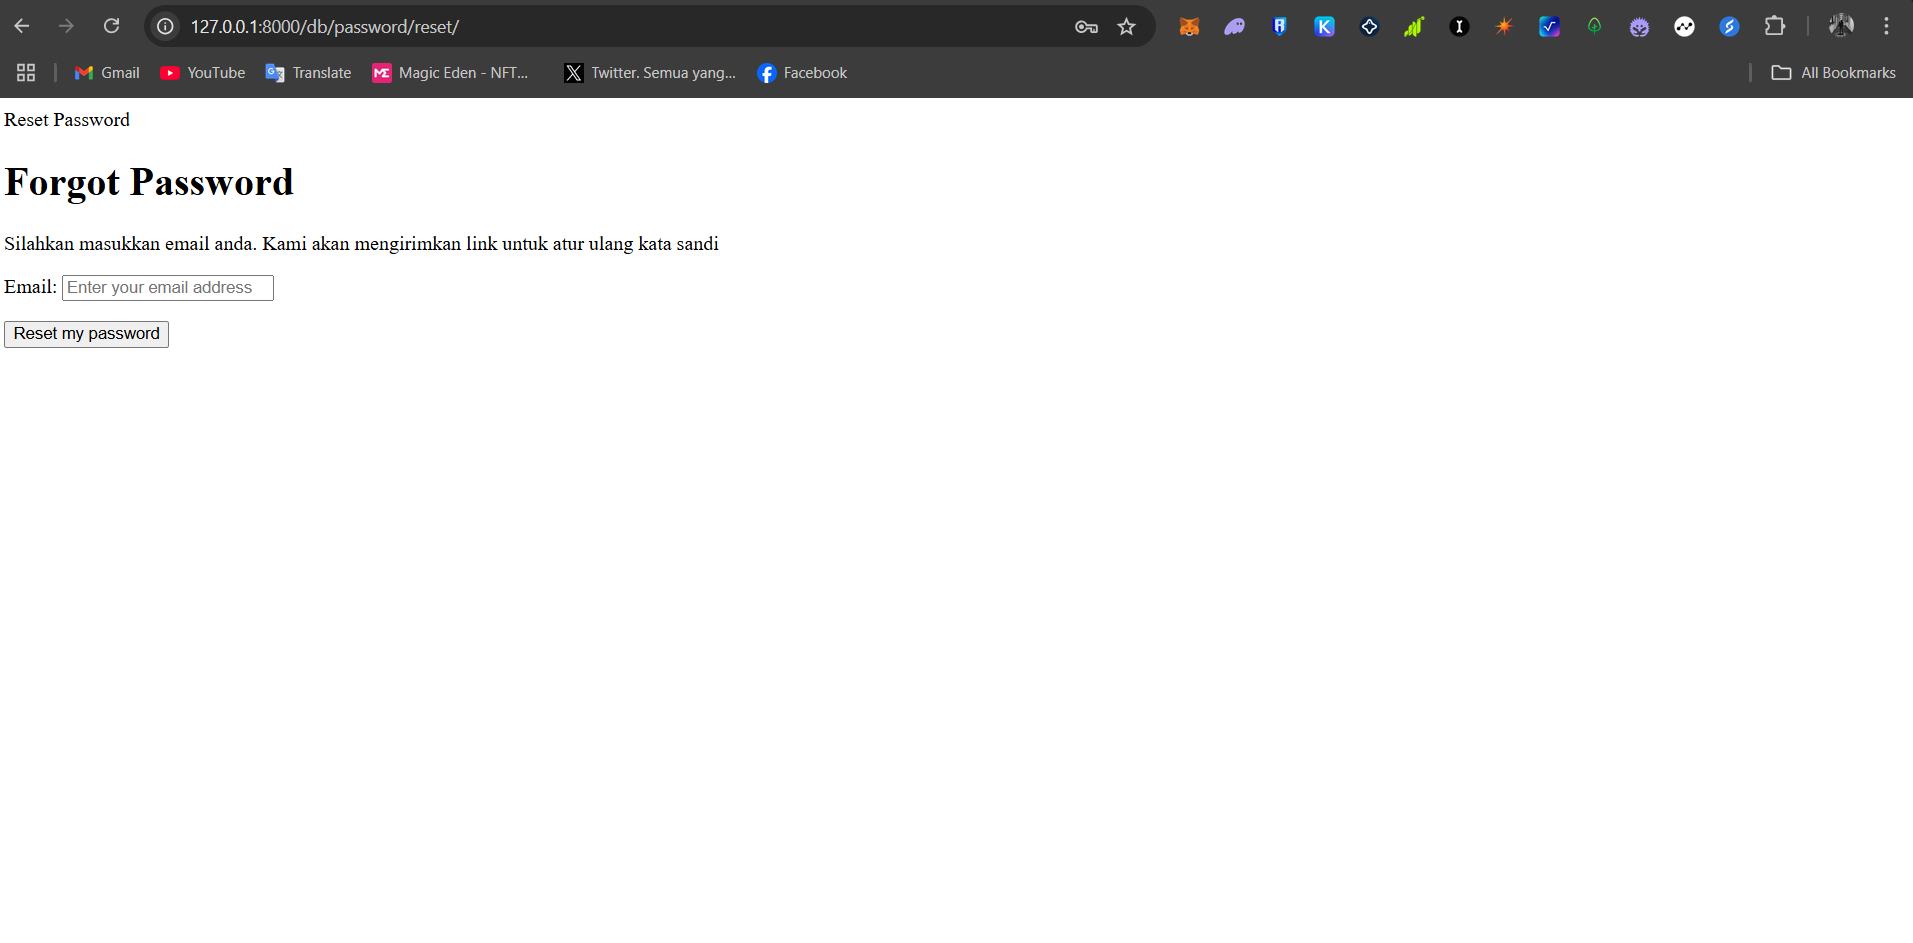 127.0.0.1:8000/db/password/reset/
Gmail YouTube Translate Magic Eden - NFT... Twitter. Semua yang... Facebook All Bookmarks
Reset Password
Forgot Password
Silahkan masukkan email anda. Kami akan mengirimkan link untuk atur ulang kata sandi
Email: Enter your email address
Reset my password